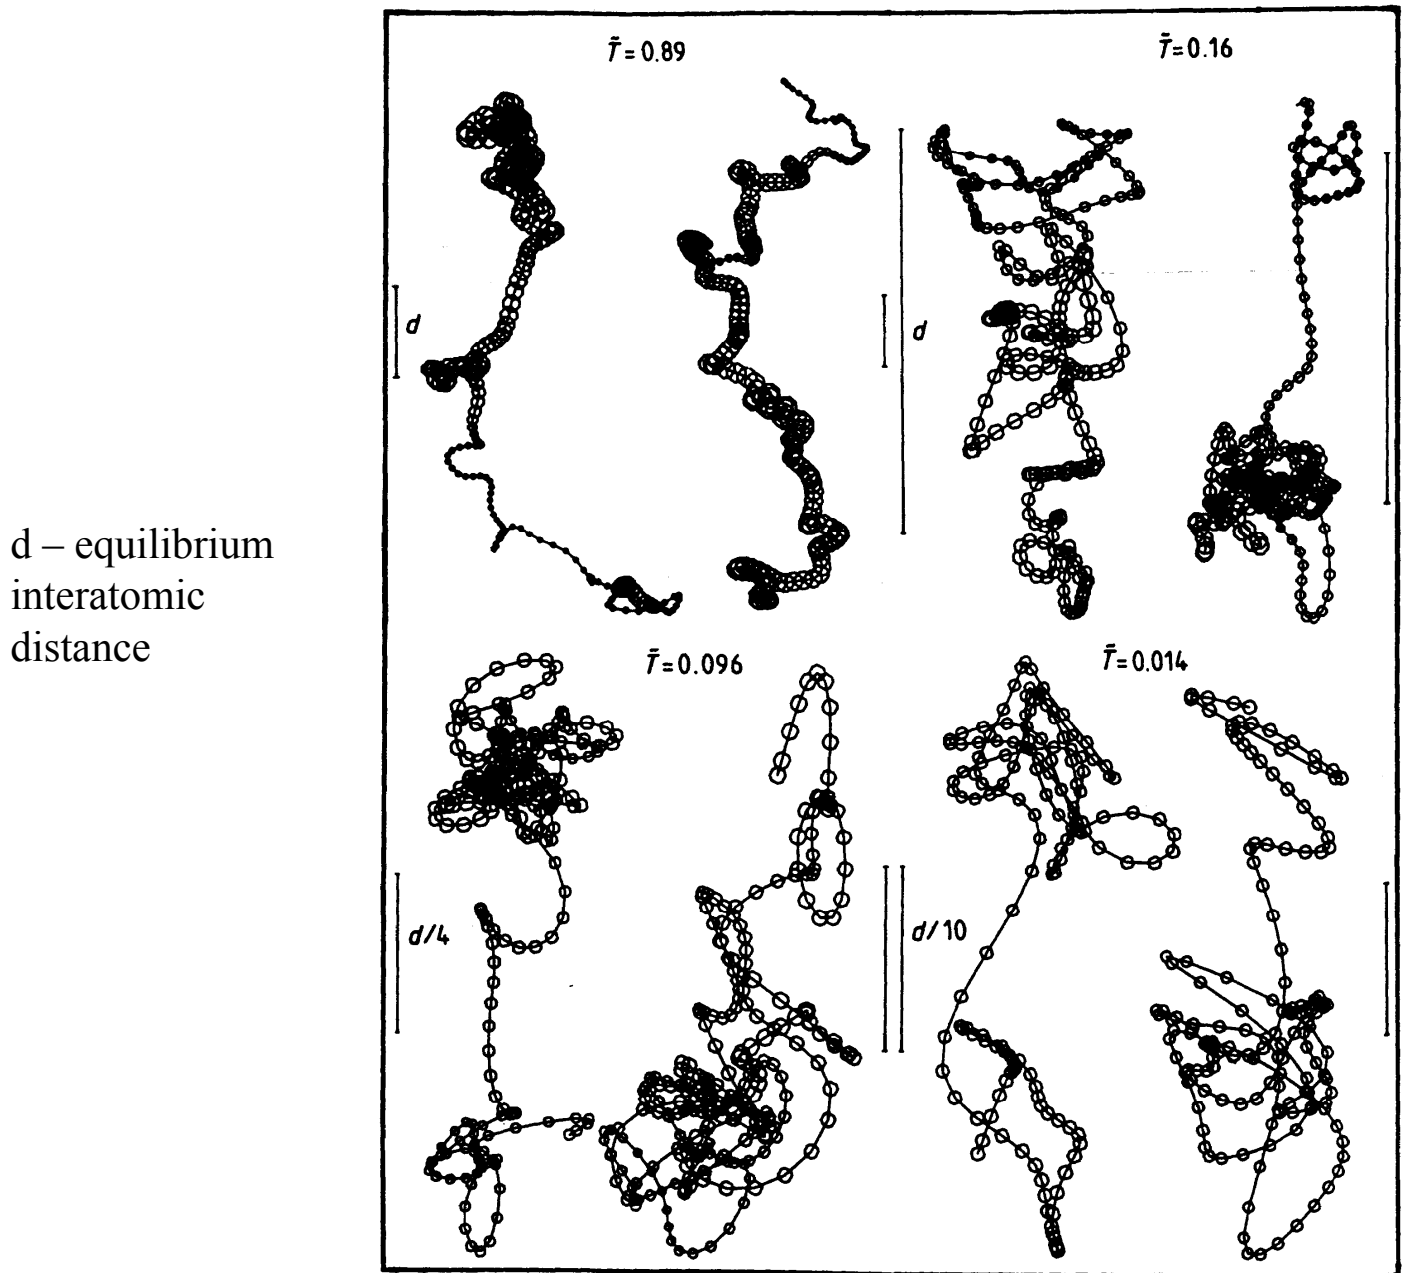 T̄ = 0.89
T̄ = 0.16
d
d
d – equilibrium
interatomic
distance
T̄ = 0.096
T̄ = 0.014
d/4
d/10